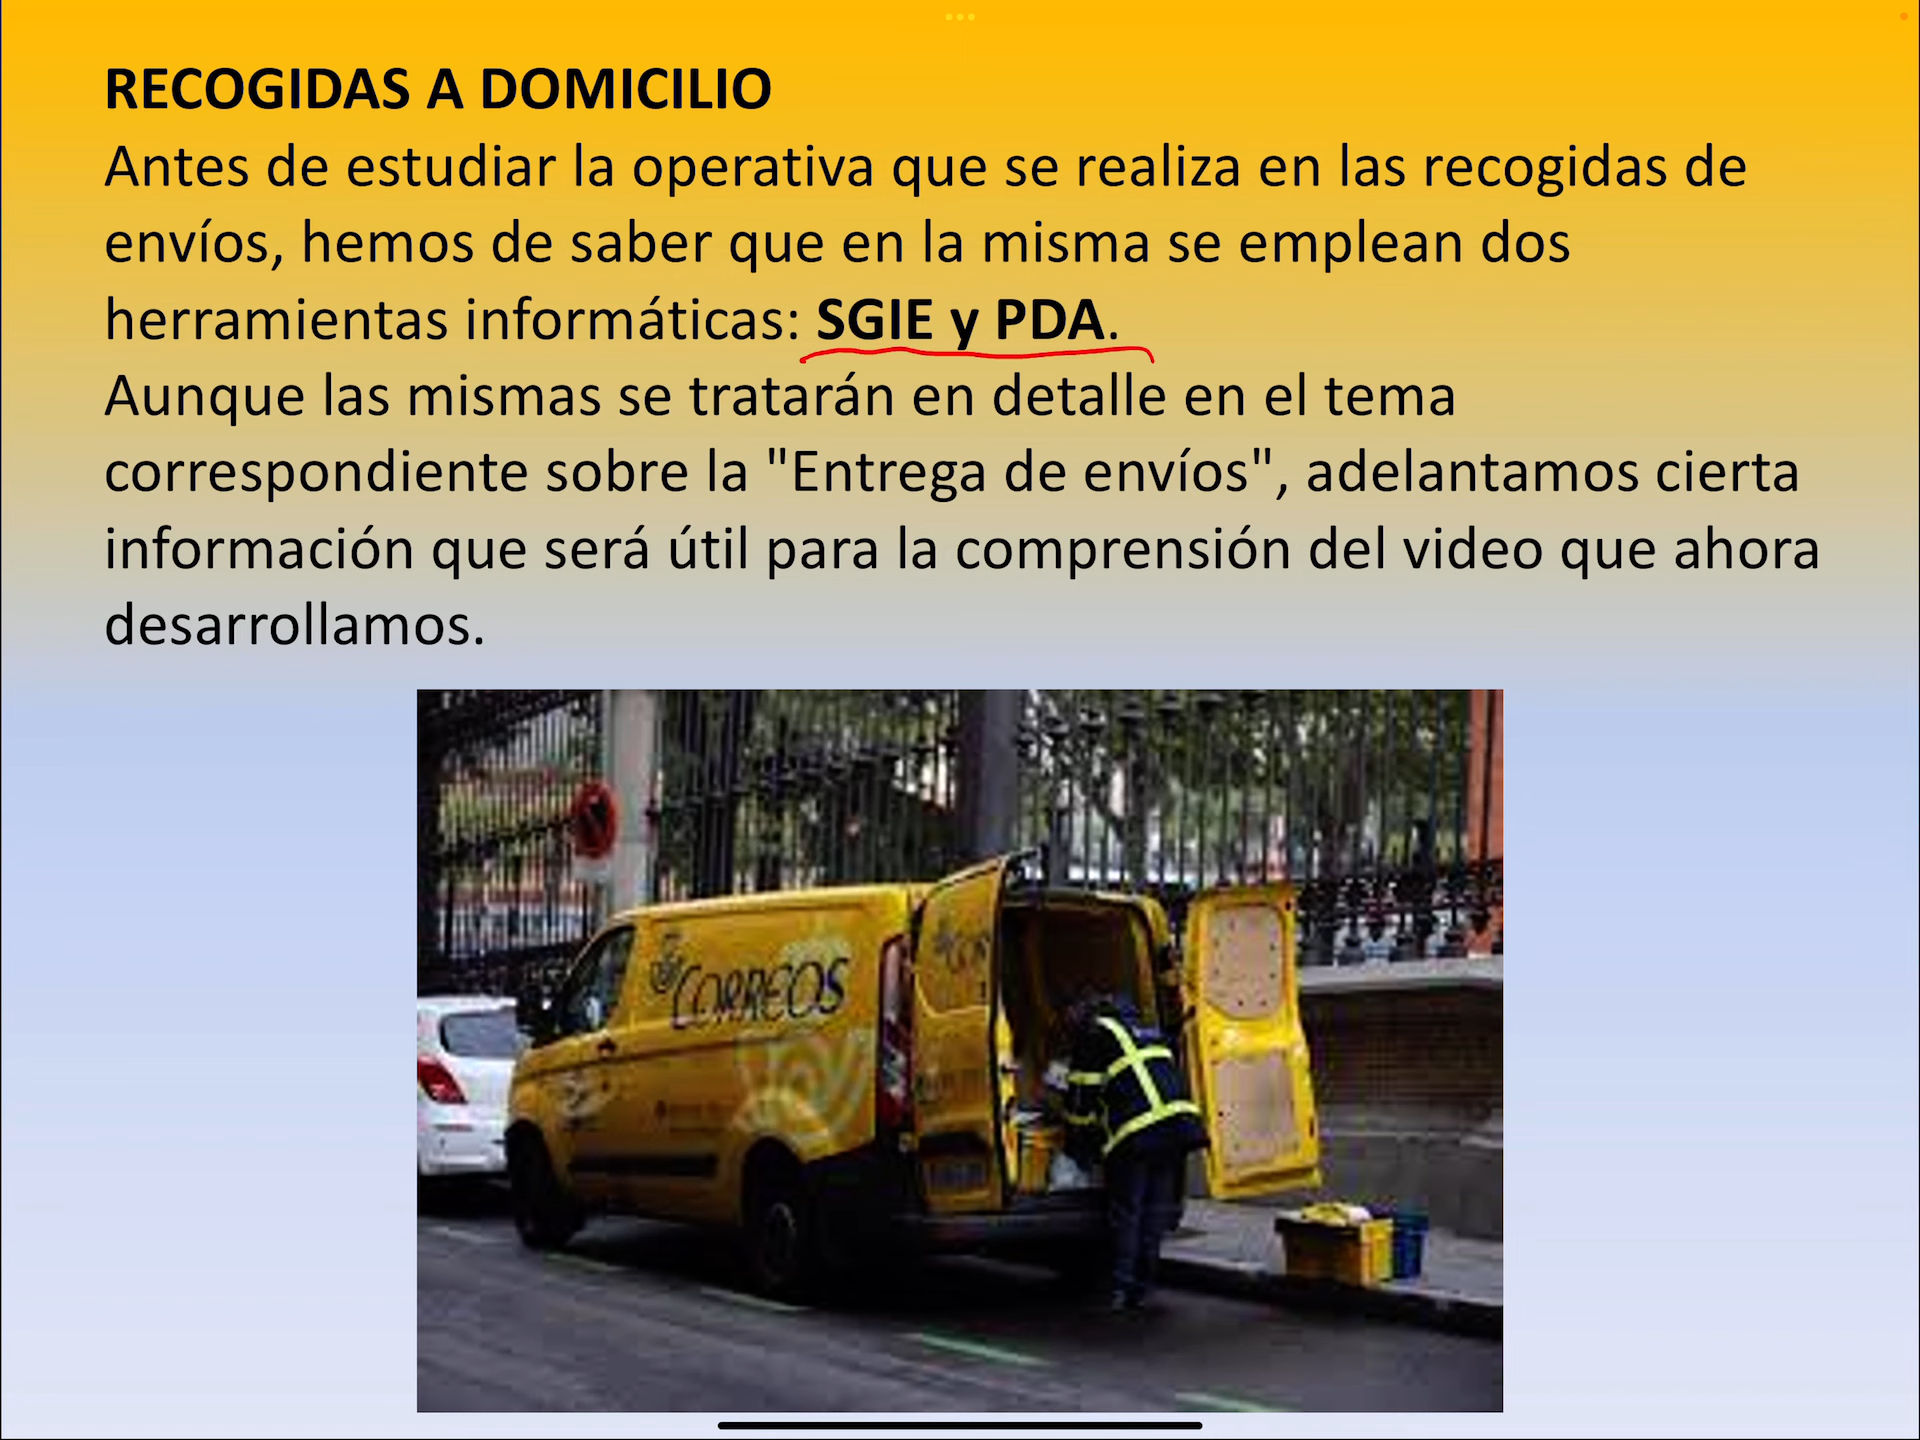 RECOGIDAS A DOMICILIO
Antes de estudiar la operativa que se realiza en las recogidas de
envíos, hemos de saber que en la misma se emplean dos
herramientas informáticas: SGIE y PDA.
Aunque las mismas se tratarán en detalle en el tema
correspondiente sobre la "Entrega de envíos", adelantamos cierta
información que será útil para la comprensión del video que ahora
desarrollamos.
CORREOS